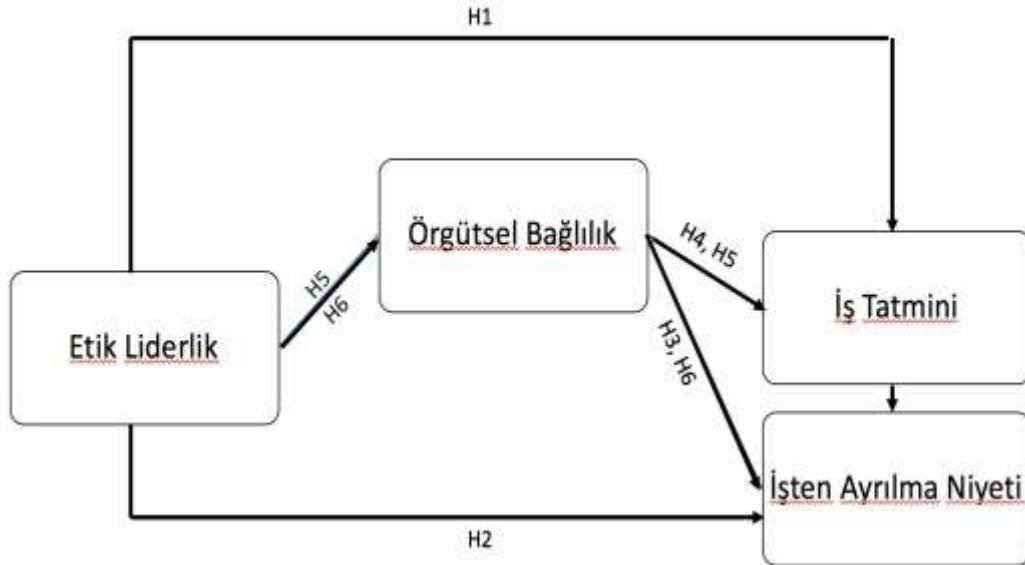 H1
Örgütsel Bağlılık
H4, H5
İş Tatmini
H5
H6
Etik Liderlik
H3, H6
İşten Ayrılma Niyeti
H2